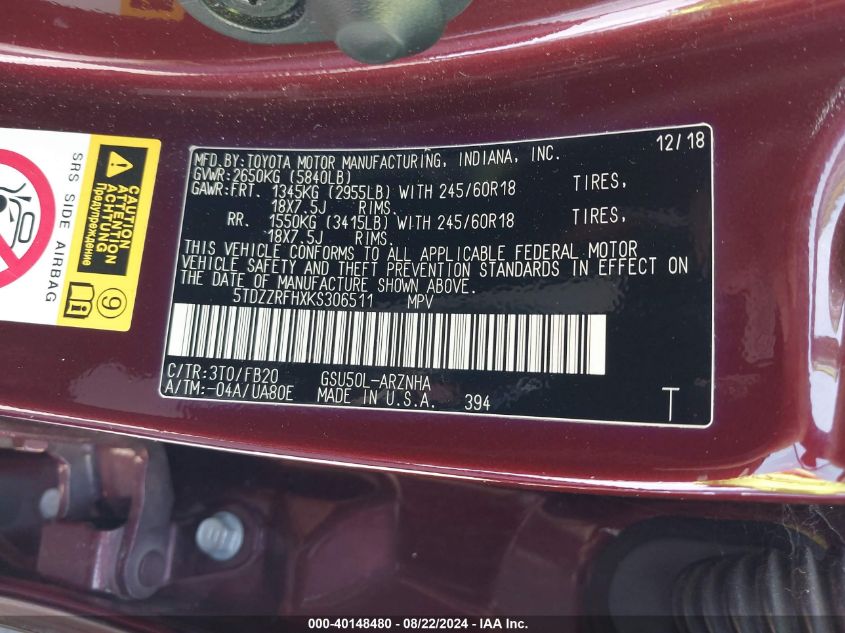 SRS SIDE AIRBAG
CAUTION
ATTENTION
ACHTUNG
Предупреждение
9
MFD. BY: TOYOTA MOTOR MANUFACTURING, INDIANA, INC. 12/18
GVWR: 2650KG (5840LB)
GAWR: FRT. 1345KG (2955LB) WITH 245/60R18 TIRES,
18X7.5J RIMS.
RR. 1550KG (3415LB) WITH 245/60R18 TIRES,
18X7.5J RIMS.
THIS VEHICLE CONFORMS TO ALL APPLICABLE FEDERAL MOTOR
VEHICLE SAFETY AND THEFT PREVENTION STANDARDS IN EFFECT ON
THE DATE OF MANUFACTURE SHOWN ABOVE.
5TDZZRFHXKS306511 MPV
C/TR: 3T0/FB20 GSU50L-ARZNHA
A/TM: -04A/UA80E MADE IN U.S.A. 394 T
000-40148480 - 08/22/2024 - IAA Inc.